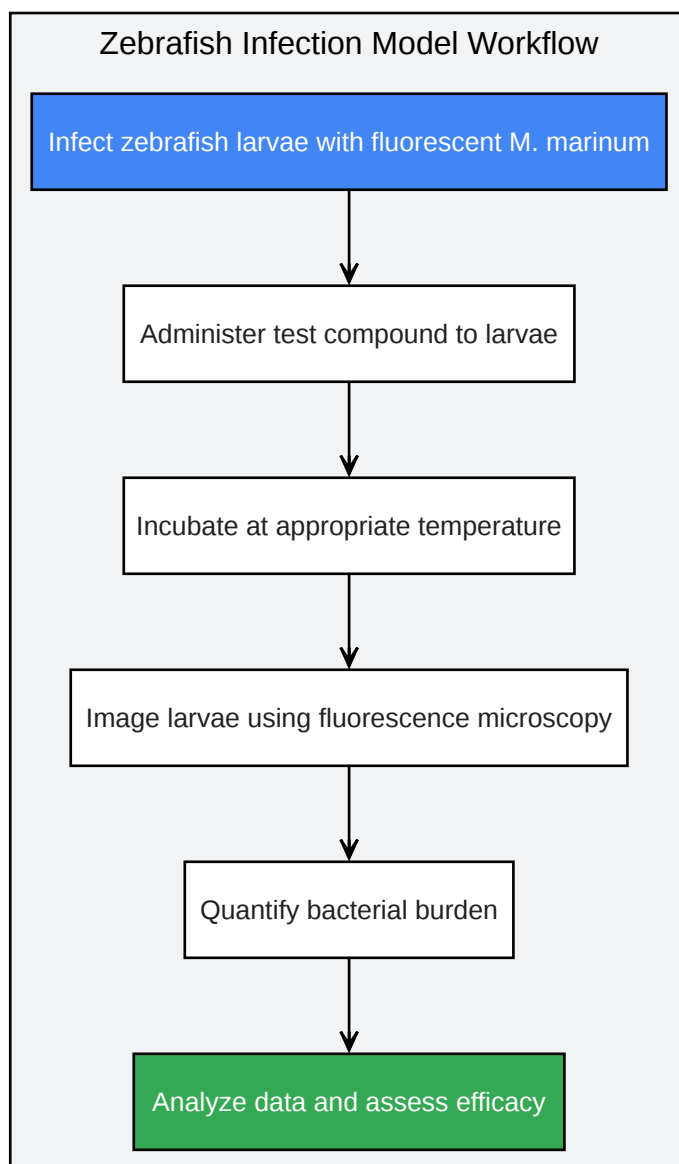 Zebrafish Infection Model Workflow
Infect zebrafish larvae with fluorescent M. marinum
Administer test compound to larvae
Incubate at appropriate temperature
Image larvae using fluorescence microscopy
Quantify bacterial burden
Analyze data and assess efficacy